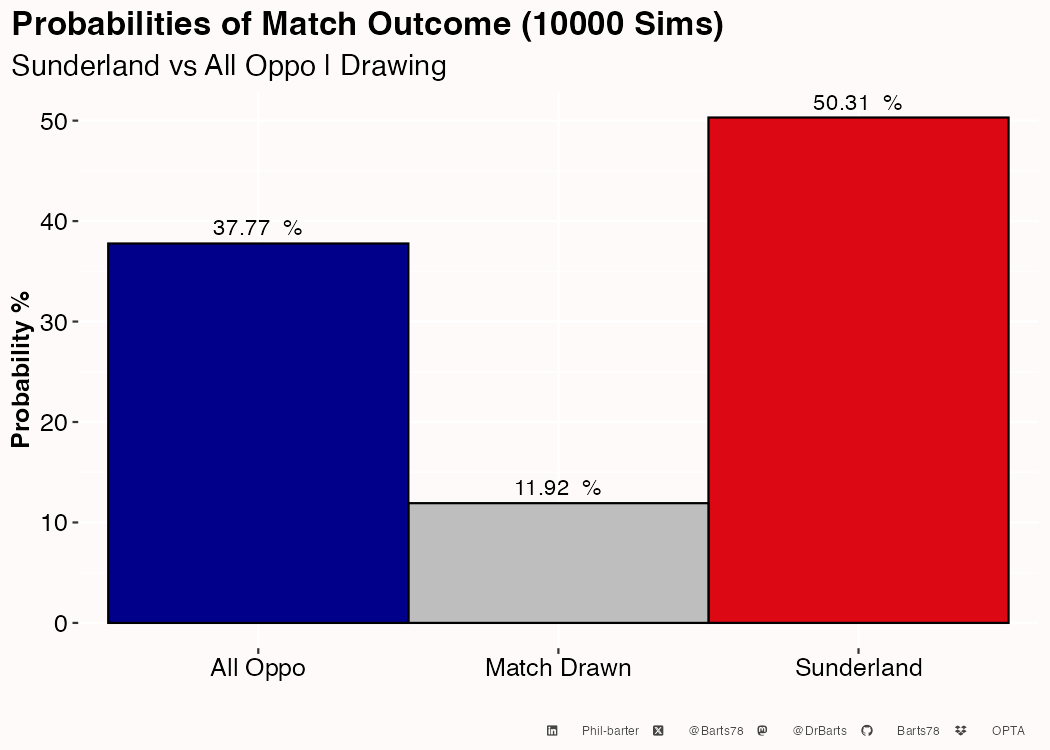 Probabilities of Match Outcome (10000 Sims)
Sunderland vs All Oppo | Drawing
50.31 %
50
40
37.77 %
30
Probability %
20
11.92 %
10
0
All Oppo
Match Drawn
Sunderland
Phil-barter @Barts78 @DrBarts Barts78 OPTA